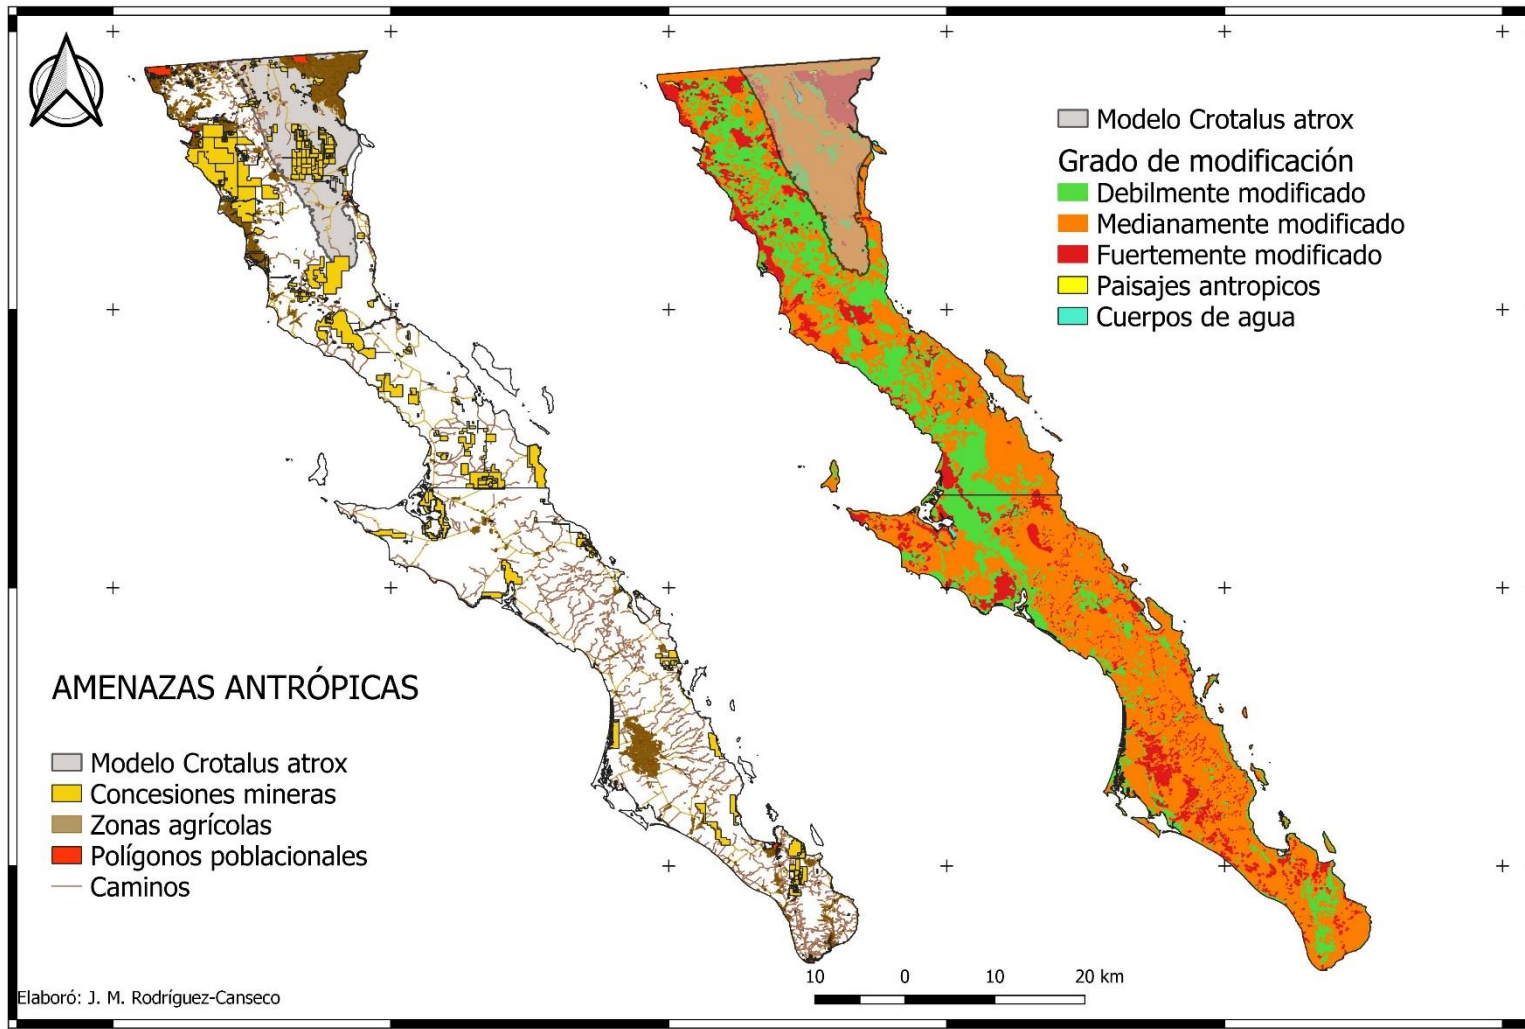 Modelo Crotalus atrox
Grado de modificación
Debilmente modificado
Medianamente modificado
Fuertemente modificado
Paisajes antropicos
Cuerpos de agua
AMENAZAS ANTRÓPICAS
Modelo Crotalus atrox
Concesiones mineras
Zonas agrícolas
Polígonos poblacionales
Caminos
10 0 10 20 km
Elaboró: J. M. Rodríguez-Canseco